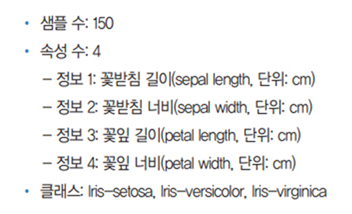 • 샘플 수: 150
• 속성 수: 4
– 정보 1: 꽃받침 길이(sepal length, 단위: cm)
– 정보 2: 꽃받침 너비(sepal width, 단위: cm)
– 정보 3: 꽃잎 길이(petal length, 단위: cm)
– 정보 4: 꽃잎 너비(petal width, 단위: cm)
• 클래스: Iris-setosa, Iris-versicolor, Iris-virginica